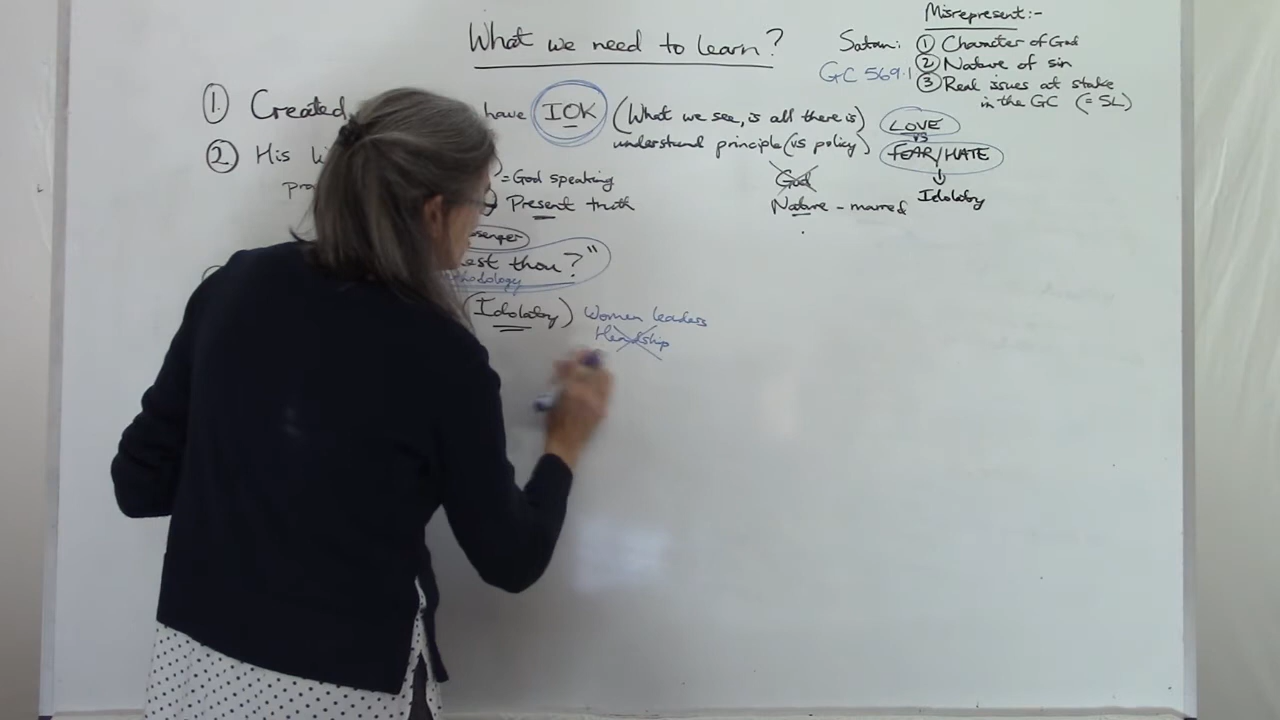 What we need to learn?
Misrepresent:-
Satan: ① Character of God
GC 569.1 ② Nature of sin
③ Real issues at stake
in the GC (= SL)
① Created have IOK (What we see, is all there is)
understand principle (vs policy)
LOVE
vs
FEAR/HATE
Idolatry
② His
= God speaking
Present truth
God
Nature - marred
est thou?"
(Idolatry) Women leaders
Headship